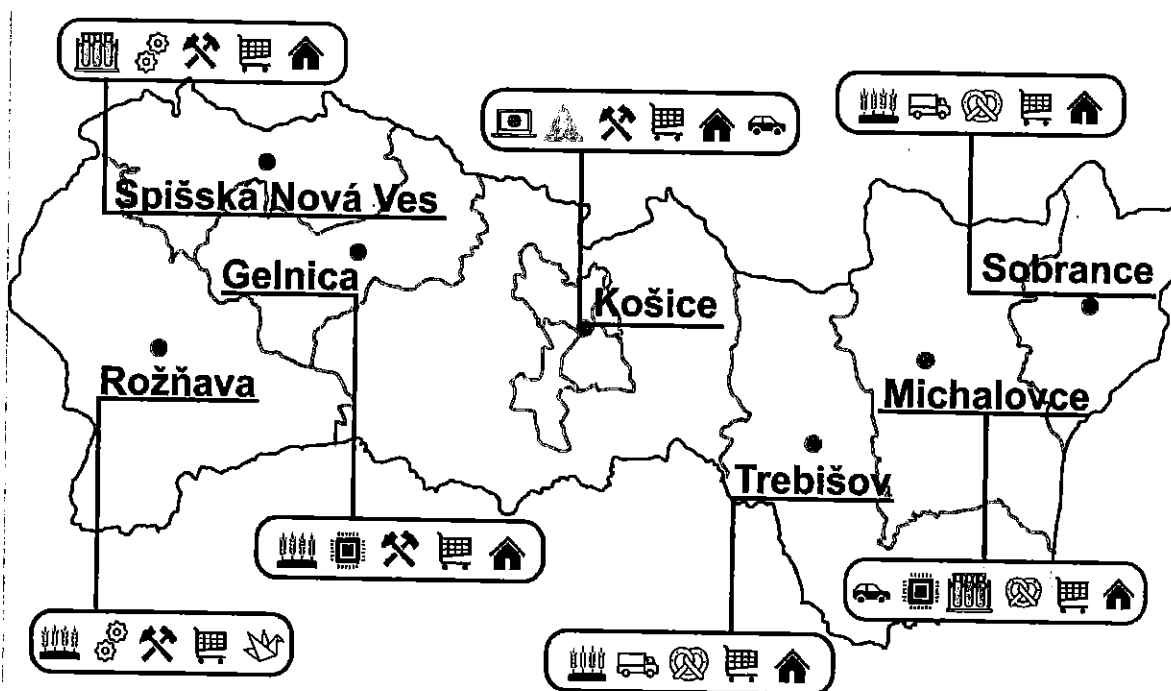 Spišská Nová Ves
Gelnica
Košice
Sobrance
Rožňava
Michalovce
Trebišov